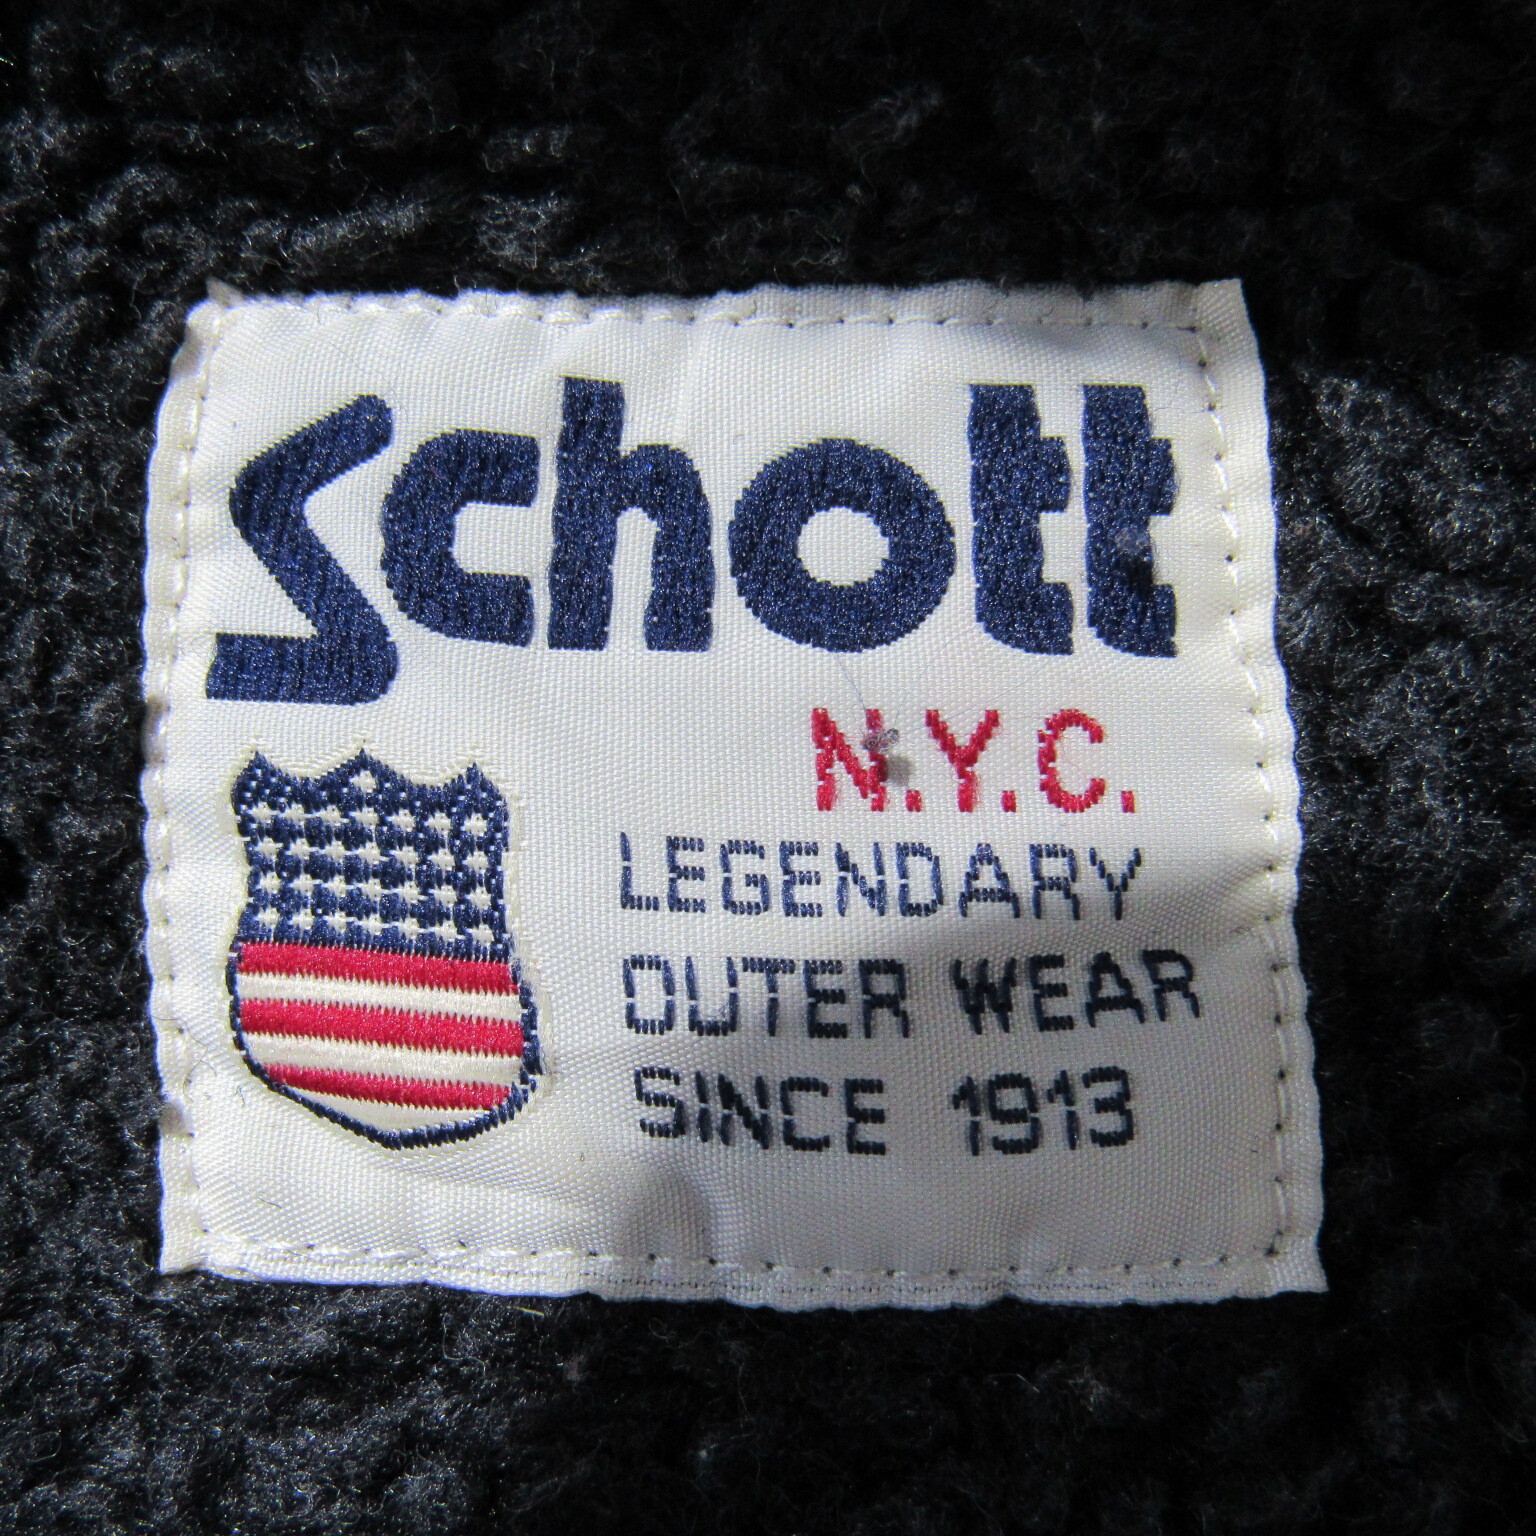 Schott
N.Y.C.
LEGENDARY
OUTER WEAR
SINCE 1913